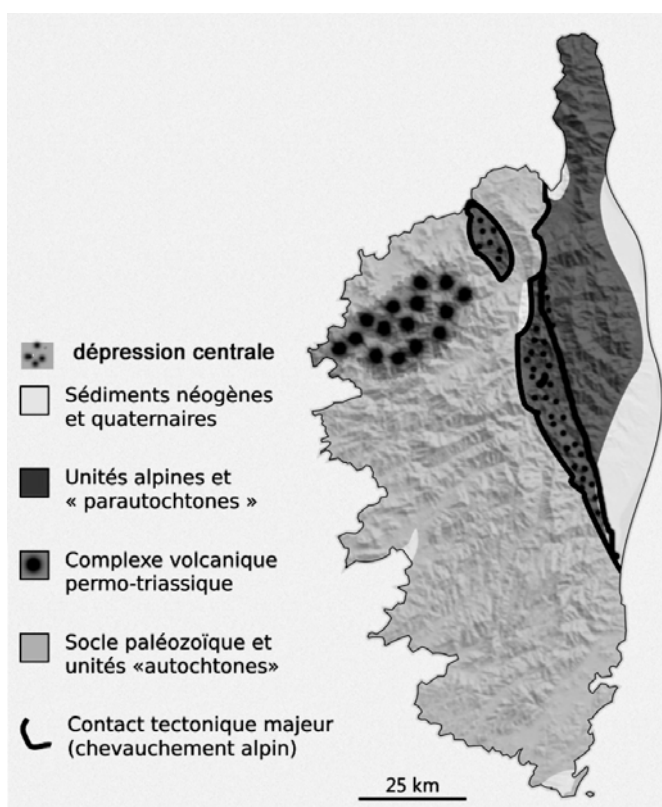 dépression centrale
Sédiments néogènes
et quaternaires
Unités alpines et
« parautochtones »
Complexe volcanique
permo-triassique
Socle paléozoïque et
unités «autochtones»
Contact tectonique majeur
(chevauchement alpin)
25 km